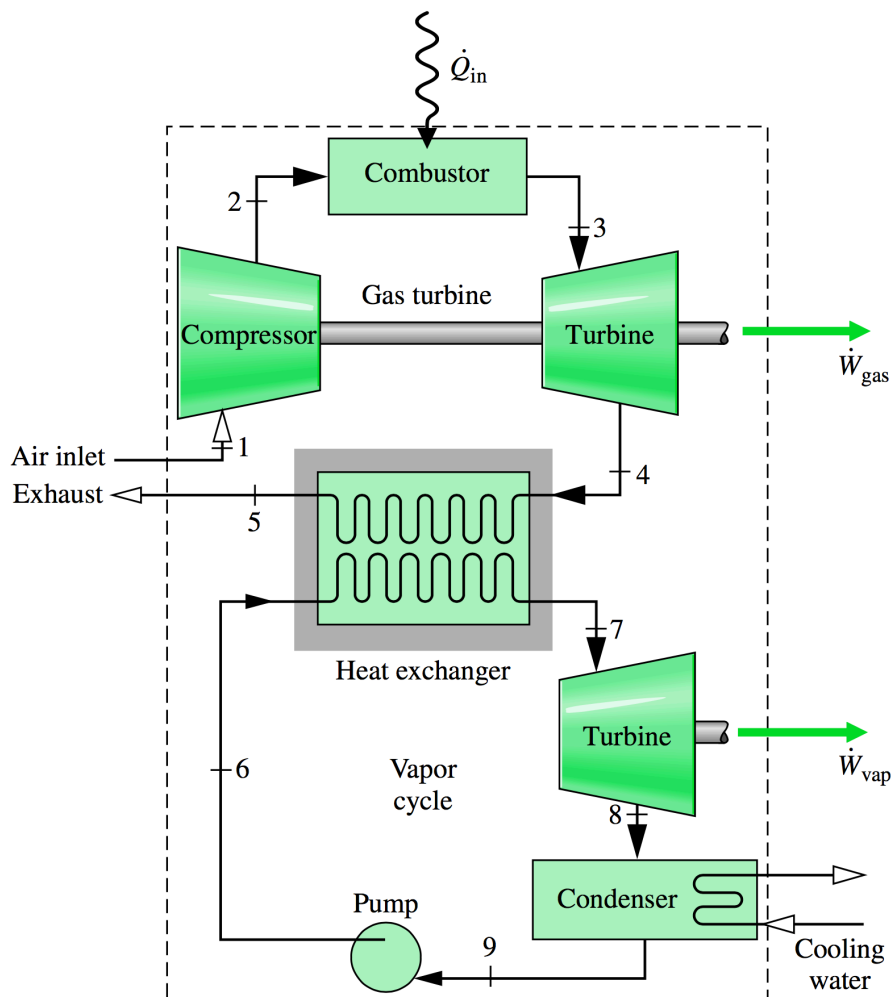 Q̇in
Combustor
2
3
Gas turbine
Compressor
Turbine
Ẇgas
1
Air inlet
4
Exhaust
5
7
Heat exchanger
Turbine
6
Vapor
cycle
Ẇvap
8
Condenser
Pump
9
Cooling
water